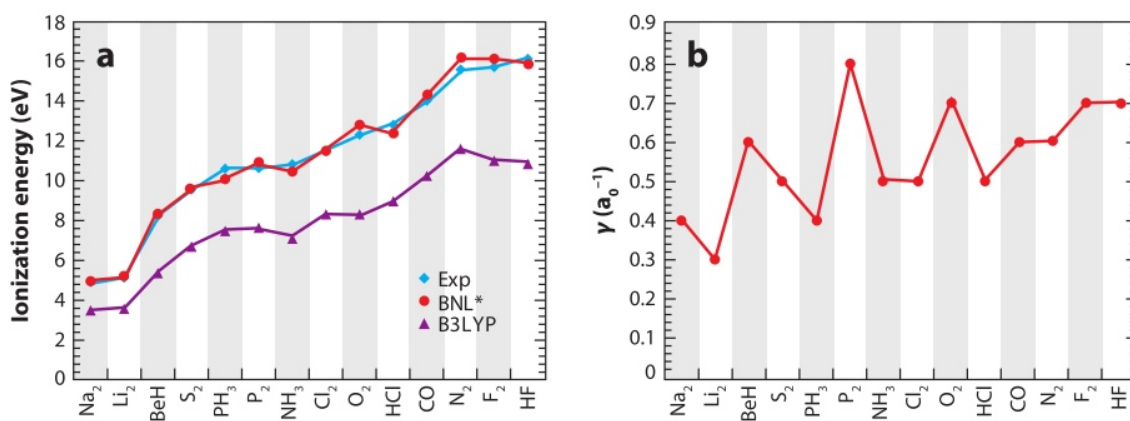 a
Ionization energy (eV)
18
16
14
12
10
8
6
4
2
0
Exp
BNL*
B3LYP
Na₂
Li₂
BeH
S₂
PH₃
P₂
NH₃
Cl₂
O₂
HCl
CO
N₂
F₂
HF
b
γ (a₀⁻¹)
0.9
0.8
0.7
0.6
0.5
0.4
0.3
0.2
0.1
0
Na₂
Li₂
BeH
S₂
PH₃
P₂
NH₃
Cl₂
O₂
HCl
CO
N₂
F₂
HF